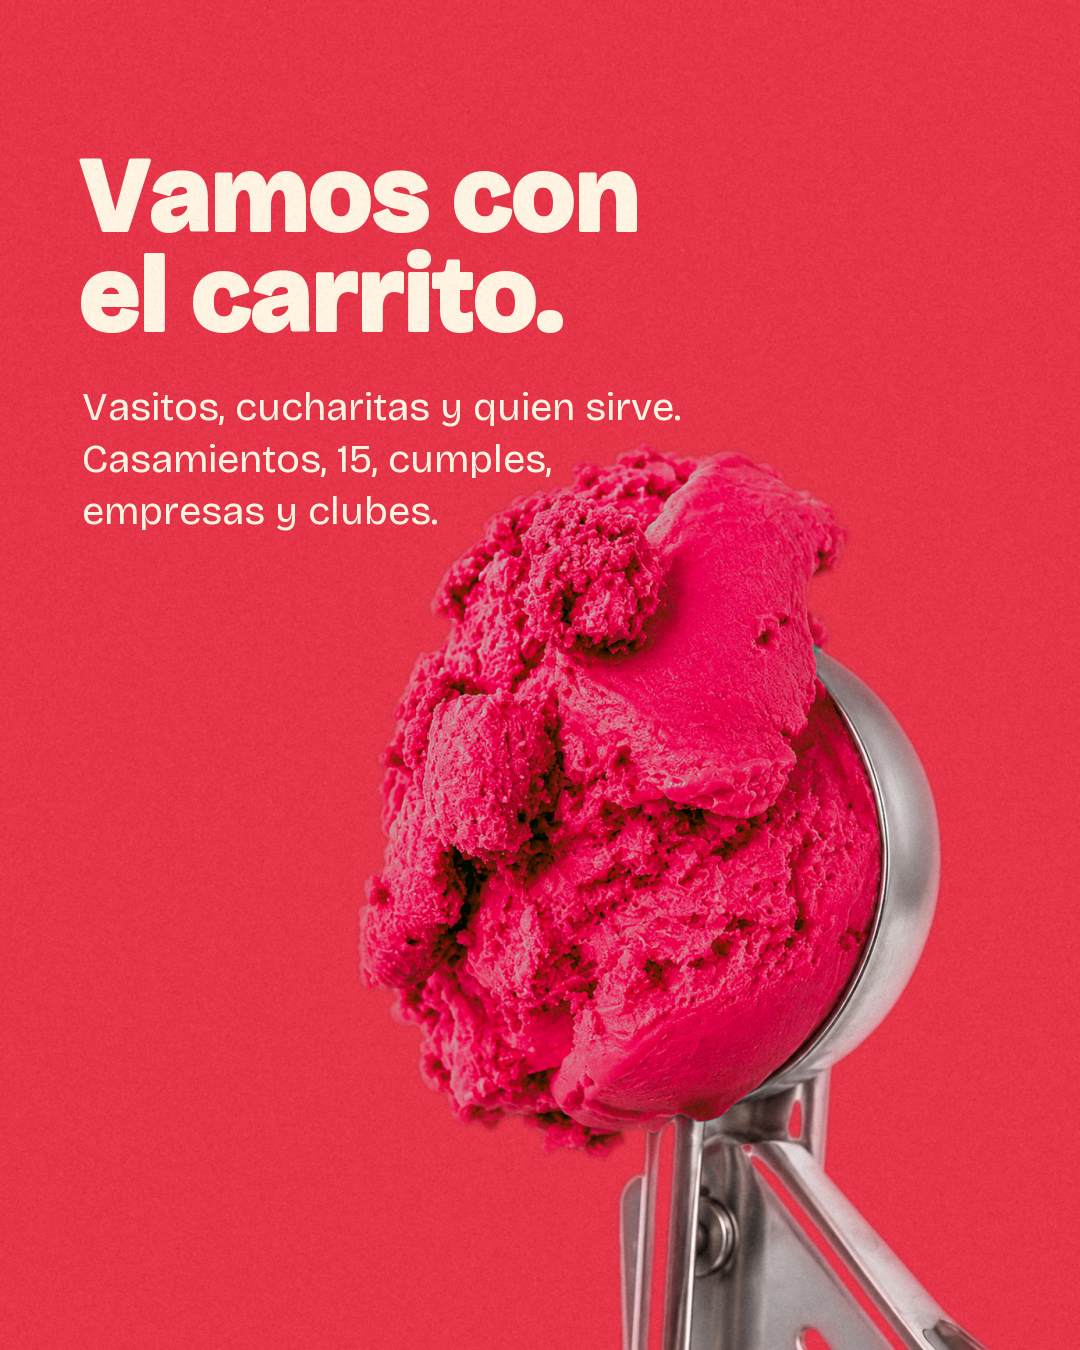 Vamos con
el carrito.
Vasitos, cucharitas y quien sirve.
Casamientos, 15, cumples,
empresas y clubes.